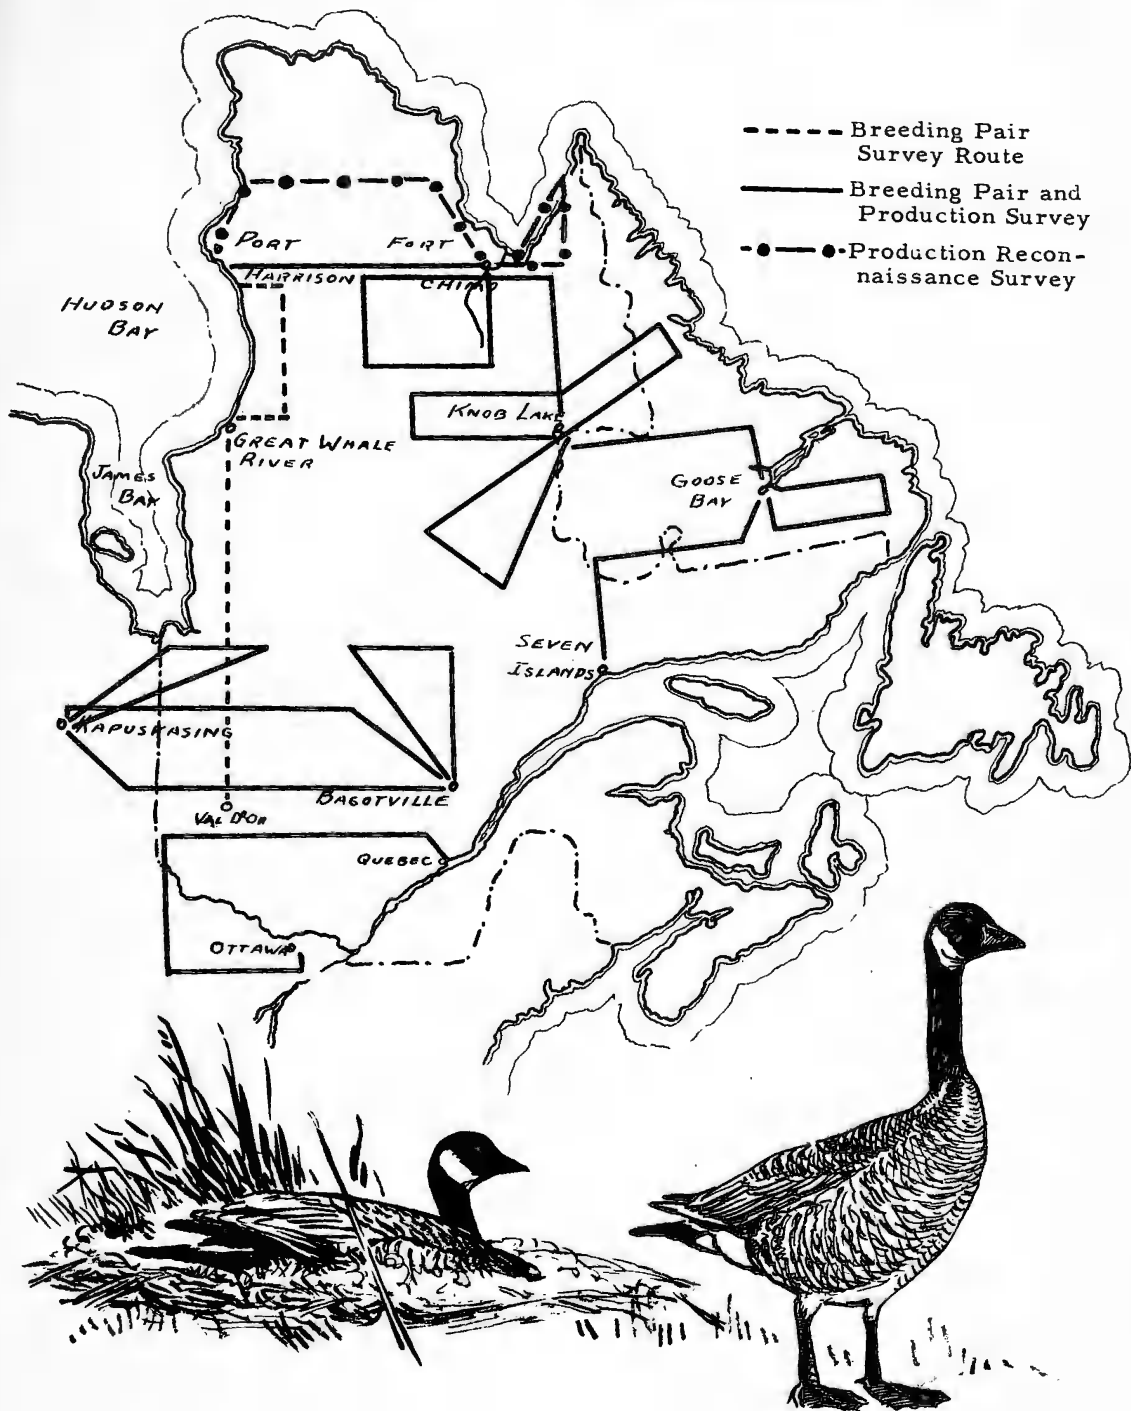 Breeding Pair
Survey Route
Breeding Pair and
Production Survey
Production Recon-
naissance Survey
PORT
HARRISON
FORT
CHIMO
HUDSON
BAY
KNOB LAKE
GREAT WHALE
RIVER
JAMES
BAY
GOOSE
BAY
SEVEN
ISLANDS
KAPUSKASING
BAGOTVILLE
VAL D'OR
QUEBEC
OTTAWA